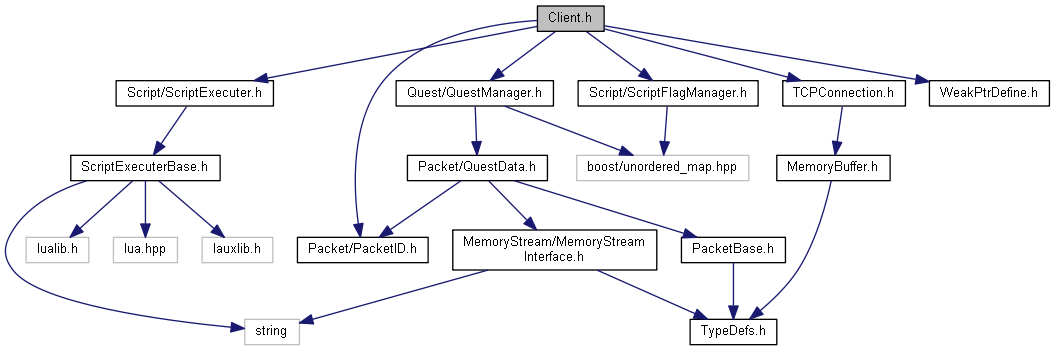 Client.h
Script/ScriptExecuter.h
Quest/QuestManager.h
Script/ScriptFlagManager.h
TCPConnection.h
WeakPtrDefine.h
ScriptExecuterBase.h
Packet/QuestData.h
boost/unordered_map.hpp
MemoryBuffer.h
lualib.h
lua.hpp
lauxlib.h
Packet/PacketID.h
MemoryStream/MemoryStream
Interface.h
PacketBase.h
string
TypeDefs.h